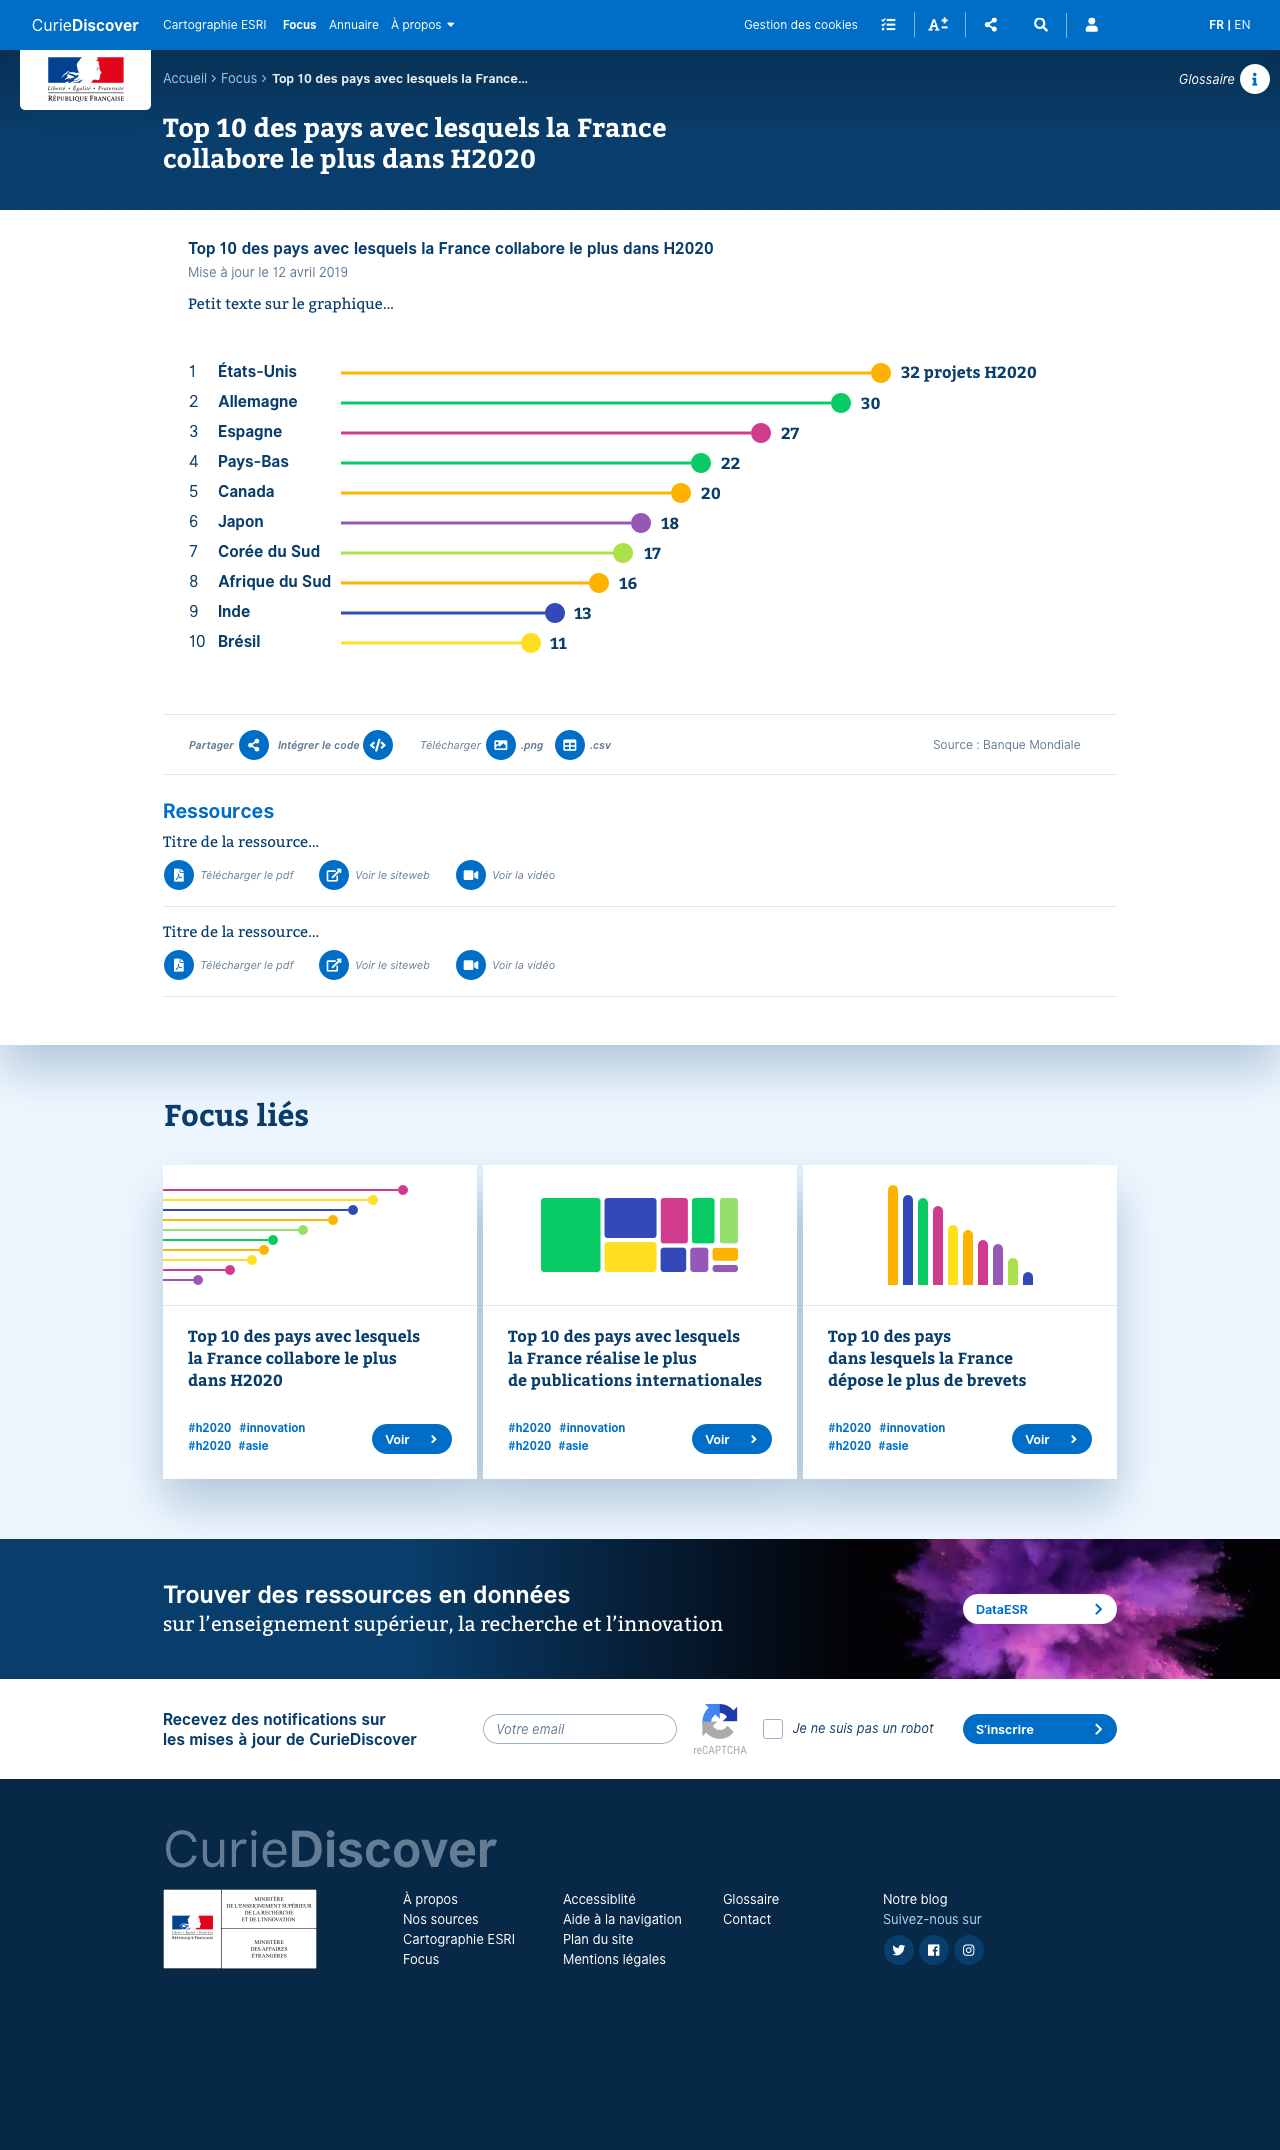 CurieDiscover
Cartographie ESRI Focus Annuaire À propos
Gestion des cookies
A±
FR | EN
Liberté • Égalité • Fraternité
RÉPUBLIQUE FRANÇAISE
Accueil > Focus > Top 10 des pays avec lesquels la France...
Glossaire i
Top 10 des pays avec lesquels la France
collabore le plus dans H2020
Top 10 des pays avec lesquels la France collabore le plus dans H2020
Mise à jour le 12 avril 2019
Petit texte sur le graphique...
1 États-Unis 32 projets H2020
2 Allemagne 30
3 Espagne 27
4 Pays-Bas 22
5 Canada 20
6 Japon 18
7 Corée du Sud 17
8 Afrique du Sud 16
9 Inde 13
10 Brésil 11
Partager Intégrer le code Télécharger .png .csv Source : Banque Mondiale
Ressources
Titre de la ressource...
Télécharger le pdf Voir le siteweb Voir la vidéo
Titre de la ressource...
Télécharger le pdf Voir le siteweb Voir la vidéo
Focus liés
Top 10 des pays avec lesquels
la France collabore le plus
dans H2020
#h2020 #innovation
#h2020 #asie
Voir
Top 10 des pays avec lesquels
la France réalise le plus
de publications internationales
#h2020 #innovation
#h2020 #asie
Voir
Top 10 des pays
dans lesquels la France
dépose le plus de brevets
#h2020 #innovation
#h2020 #asie
Voir
Trouver des ressources en données
sur l’enseignement supérieur, la recherche et l’innovation
DataESR
Recevez des notifications sur
les mises à jour de CurieDiscover
Votre email
reCAPTCHA
Je ne suis pas un robot
S’inscrire
CurieDiscover
Liberté • Égalité • Fraternité
RÉPUBLIQUE FRANÇAISE
MINISTÈRE
DE L'ENSEIGNEMENT SUPÉRIEUR
DE LA RECHERCHE
ET DE L'INNOVATION
MINISTÈRE
DES AFFAIRES
ÉTRANGÈRES
À propos
Nos sources
Cartographie ESRI
Focus
Accessiblité
Aide à la navigation
Plan du site
Mentions légales
Glossaire
Contact
Notre blog
Suivez-nous sur